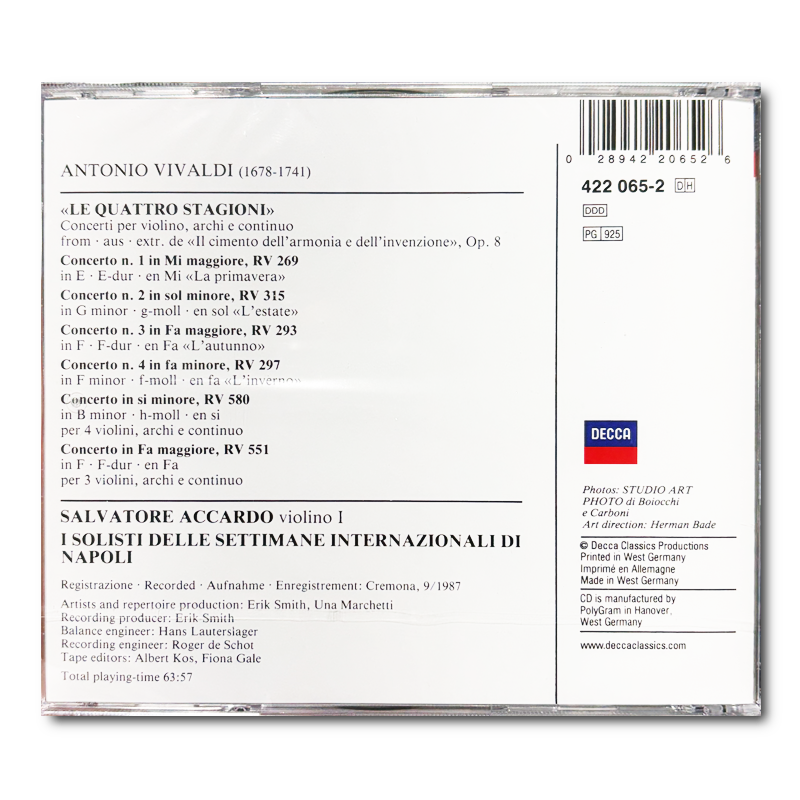 ANTONIO VIVALDI (1678-1741)
«LE QUATTRO STAGIONI»
Concerti per violino, archi e continuo
from · aus · extr. de «Il cimento dell'armonia e dell'invenzione», Op. 8
Concerto n. 1 in Mi maggiore, RV 269
in E · E-dur · en Mi «La primavera»
Concerto n. 2 in sol minore, RV 315
in G minor · g-moll · en sol «L'estate»
Concerto n. 3 in Fa maggiore, RV 293
in F · F-dur · en Fa «L'autunno»
Concerto n. 4 in fa minore, RV 297
in F minor · f-moll · en fa «L'inverno»
Concerto in si minore, RV 580
in B minor · h-moll · en si
per 4 violini, archi e continuo
Concerto in Fa maggiore, RV 551
in F · F-dur · en Fa
per 3 violini, archi e continuo
SALVATORE ACCARDO violino I
I SOLISTI DELLE SETTIMANE INTERNAZIONALI DI
NAPOLI
Registrazione · Recorded · Aufnahme · Enregistrement: Cremona, 9/1987
Artists and repertoire production: Erik Smith, Una Marchetti
Recording producer: Erik Smith
Balance engineer: Hans Lauterslager
Recording engineer: Roger de Schot
Tape editors: Albert Kos, Fiona Gale
Total playing-time 63:57
0 28942 20652 6
422 065-2 DH
DDD
PG 925
DECCA
Photos: STUDIO ART
PHOTO di Boiocchi
e Carboni
Art direction: Herman Bade
© Decca Classics Productions
Printed in West Germany
Imprimé en Allemagne
Made in West Germany
CD is manufactured by
PolyGram in Hanover,
West Germany
www.deccaclassics.com